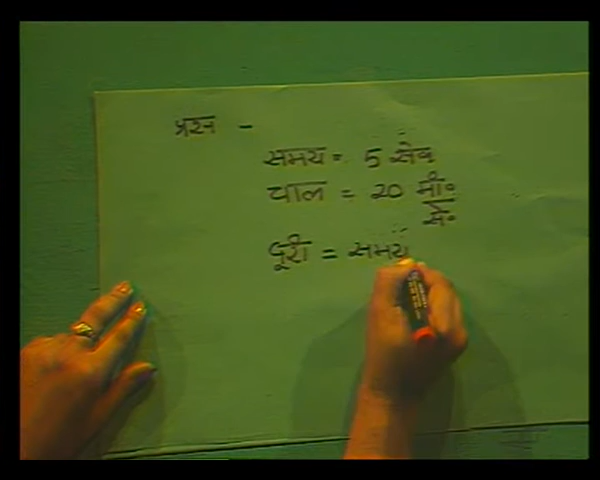 प्रश्न -
समय = 5 सेक
चाल = 20 मी॰
से॰
दूरी = समय